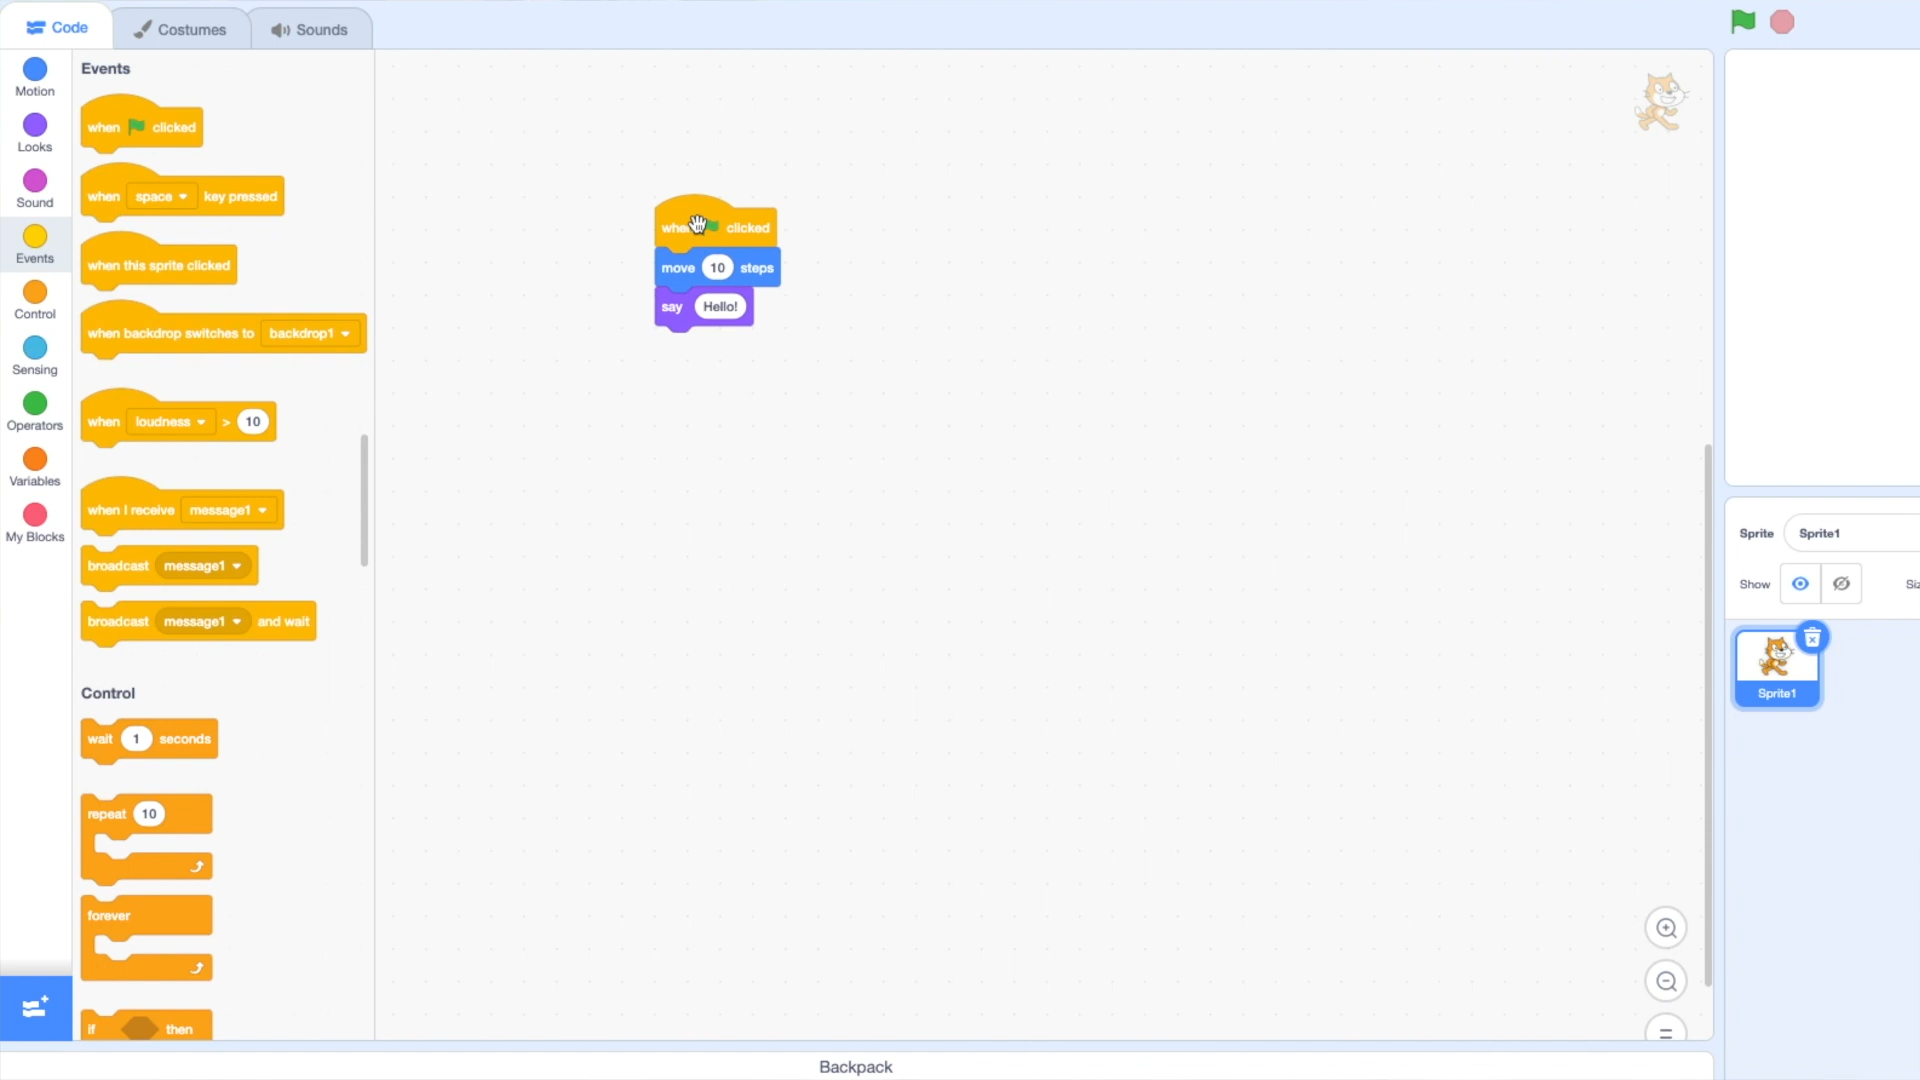 Code
Costumes
Sounds
Motion
Looks
Sound
Events
Control
Sensing
Operators
Variables
My Blocks
Events
when clicked
when space key pressed
when this sprite clicked
when backdrop switches to backdrop1
when loudness > 10
when I receive message1
broadcast message1
broadcast message1 and wait
Control
wait 1 seconds
repeat 10
forever
if then
when clicked
move 10 steps
say Hello!
Sprite Sprite1
Show
Sprite1
Backpack